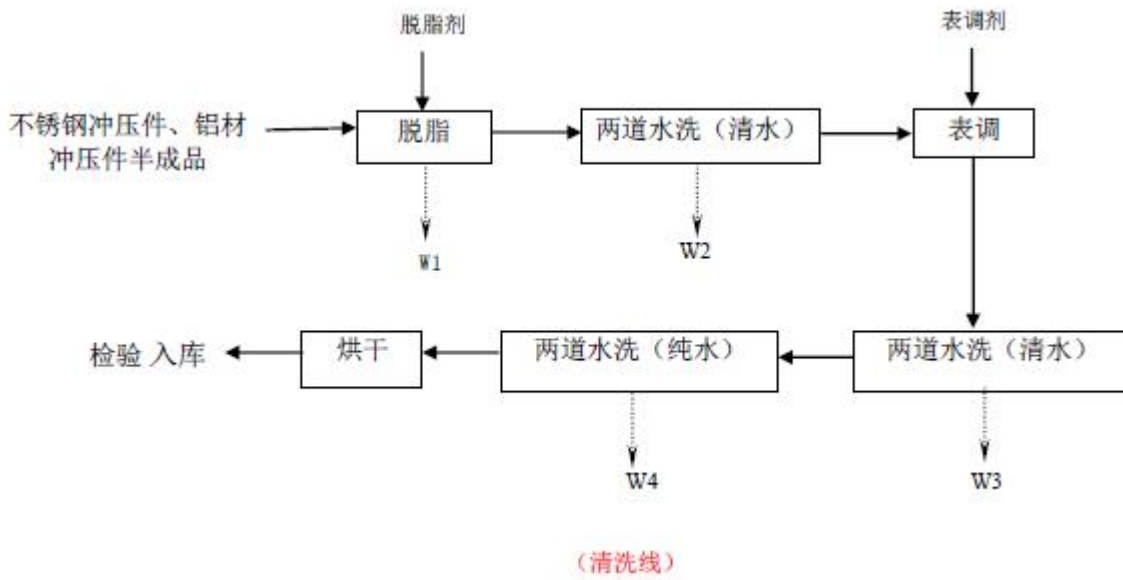 脱脂剂
表调剂
不锈钢冲压件、铝材
冲压件半成品
脱脂
两道水洗（清水）
表调
W1
W2
检验 入库
烘干
两道水洗（纯水）
两道水洗（清水）
W4
W3
（清洗线）